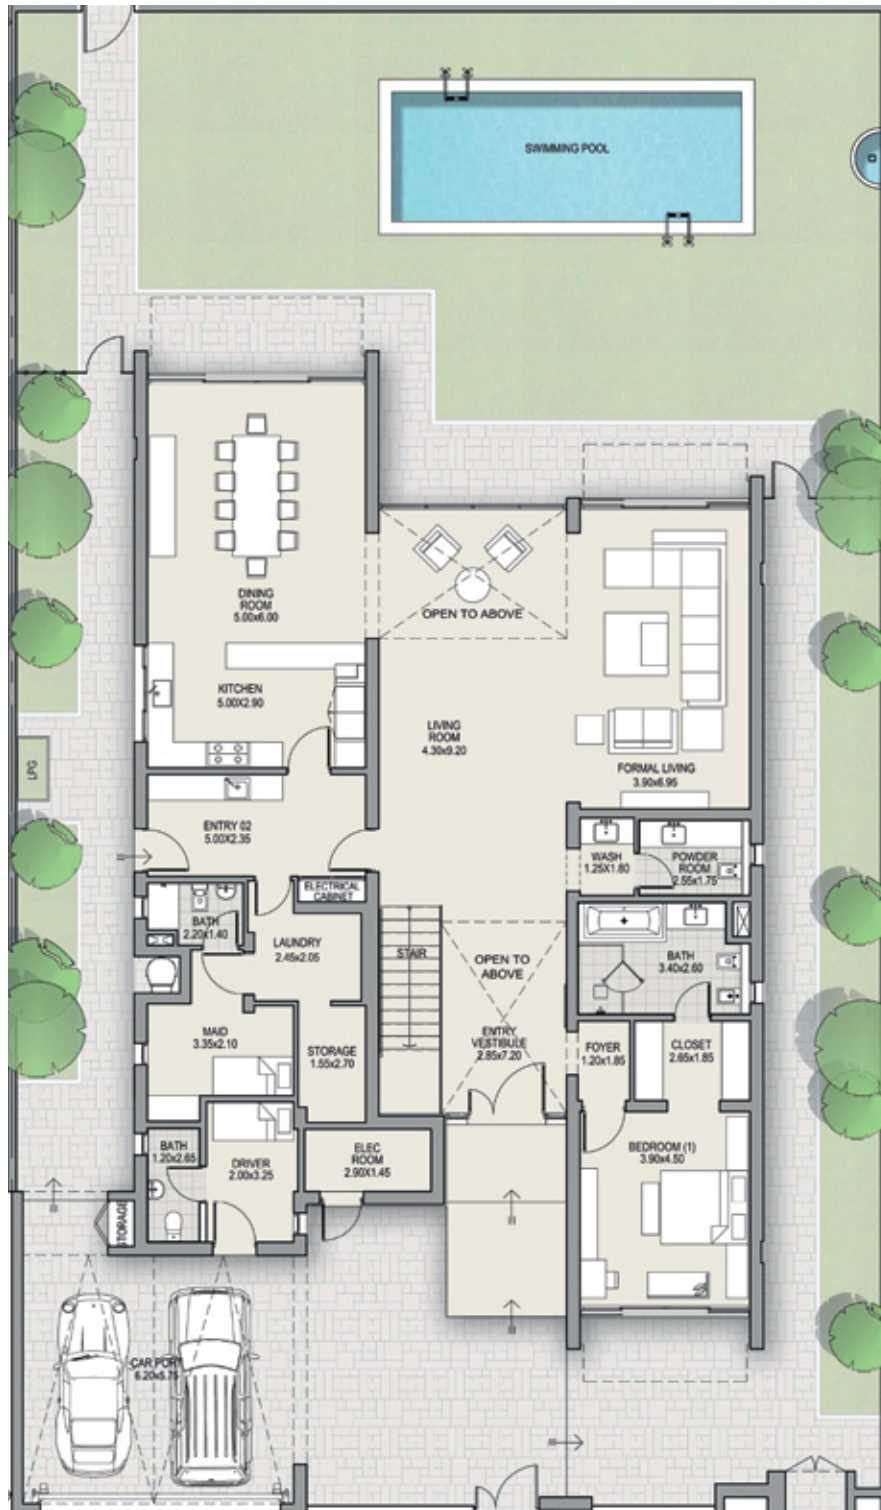 SWIMMING POOL
DINING
ROOM
5.00x6.00
OPEN TO ABOVE
KITCHEN
5.00X2.90
LIVING
ROOM
4.30x9.20
LPG
FORMAL LIVING
3.90x6.95
ENTRY 02
5.00X2.35
WASH
1.25X1.80
POWDER
ROOM
2.55x1.75
ELECTRICAL
CABINET
BATH
2.20x1.40
LAUNDRY
2.45x2.05
STAIR
OPEN TO
ABOVE
BATH
3.40x2.60
MAID
3.35x2.10
STORAGE
1.55x2.70
ENTRY
VESTIBULE
2.85x7.20
FOYER
1.20x1.85
CLOSET
2.65x1.85
BATH
1.20x2.65
DRIVER
2.00x3.25
ELEC
ROOM
2.90X1.45
BEDROOM (1)
3.90x4.50
STORAGE
CAR PORT
6.20x5.75